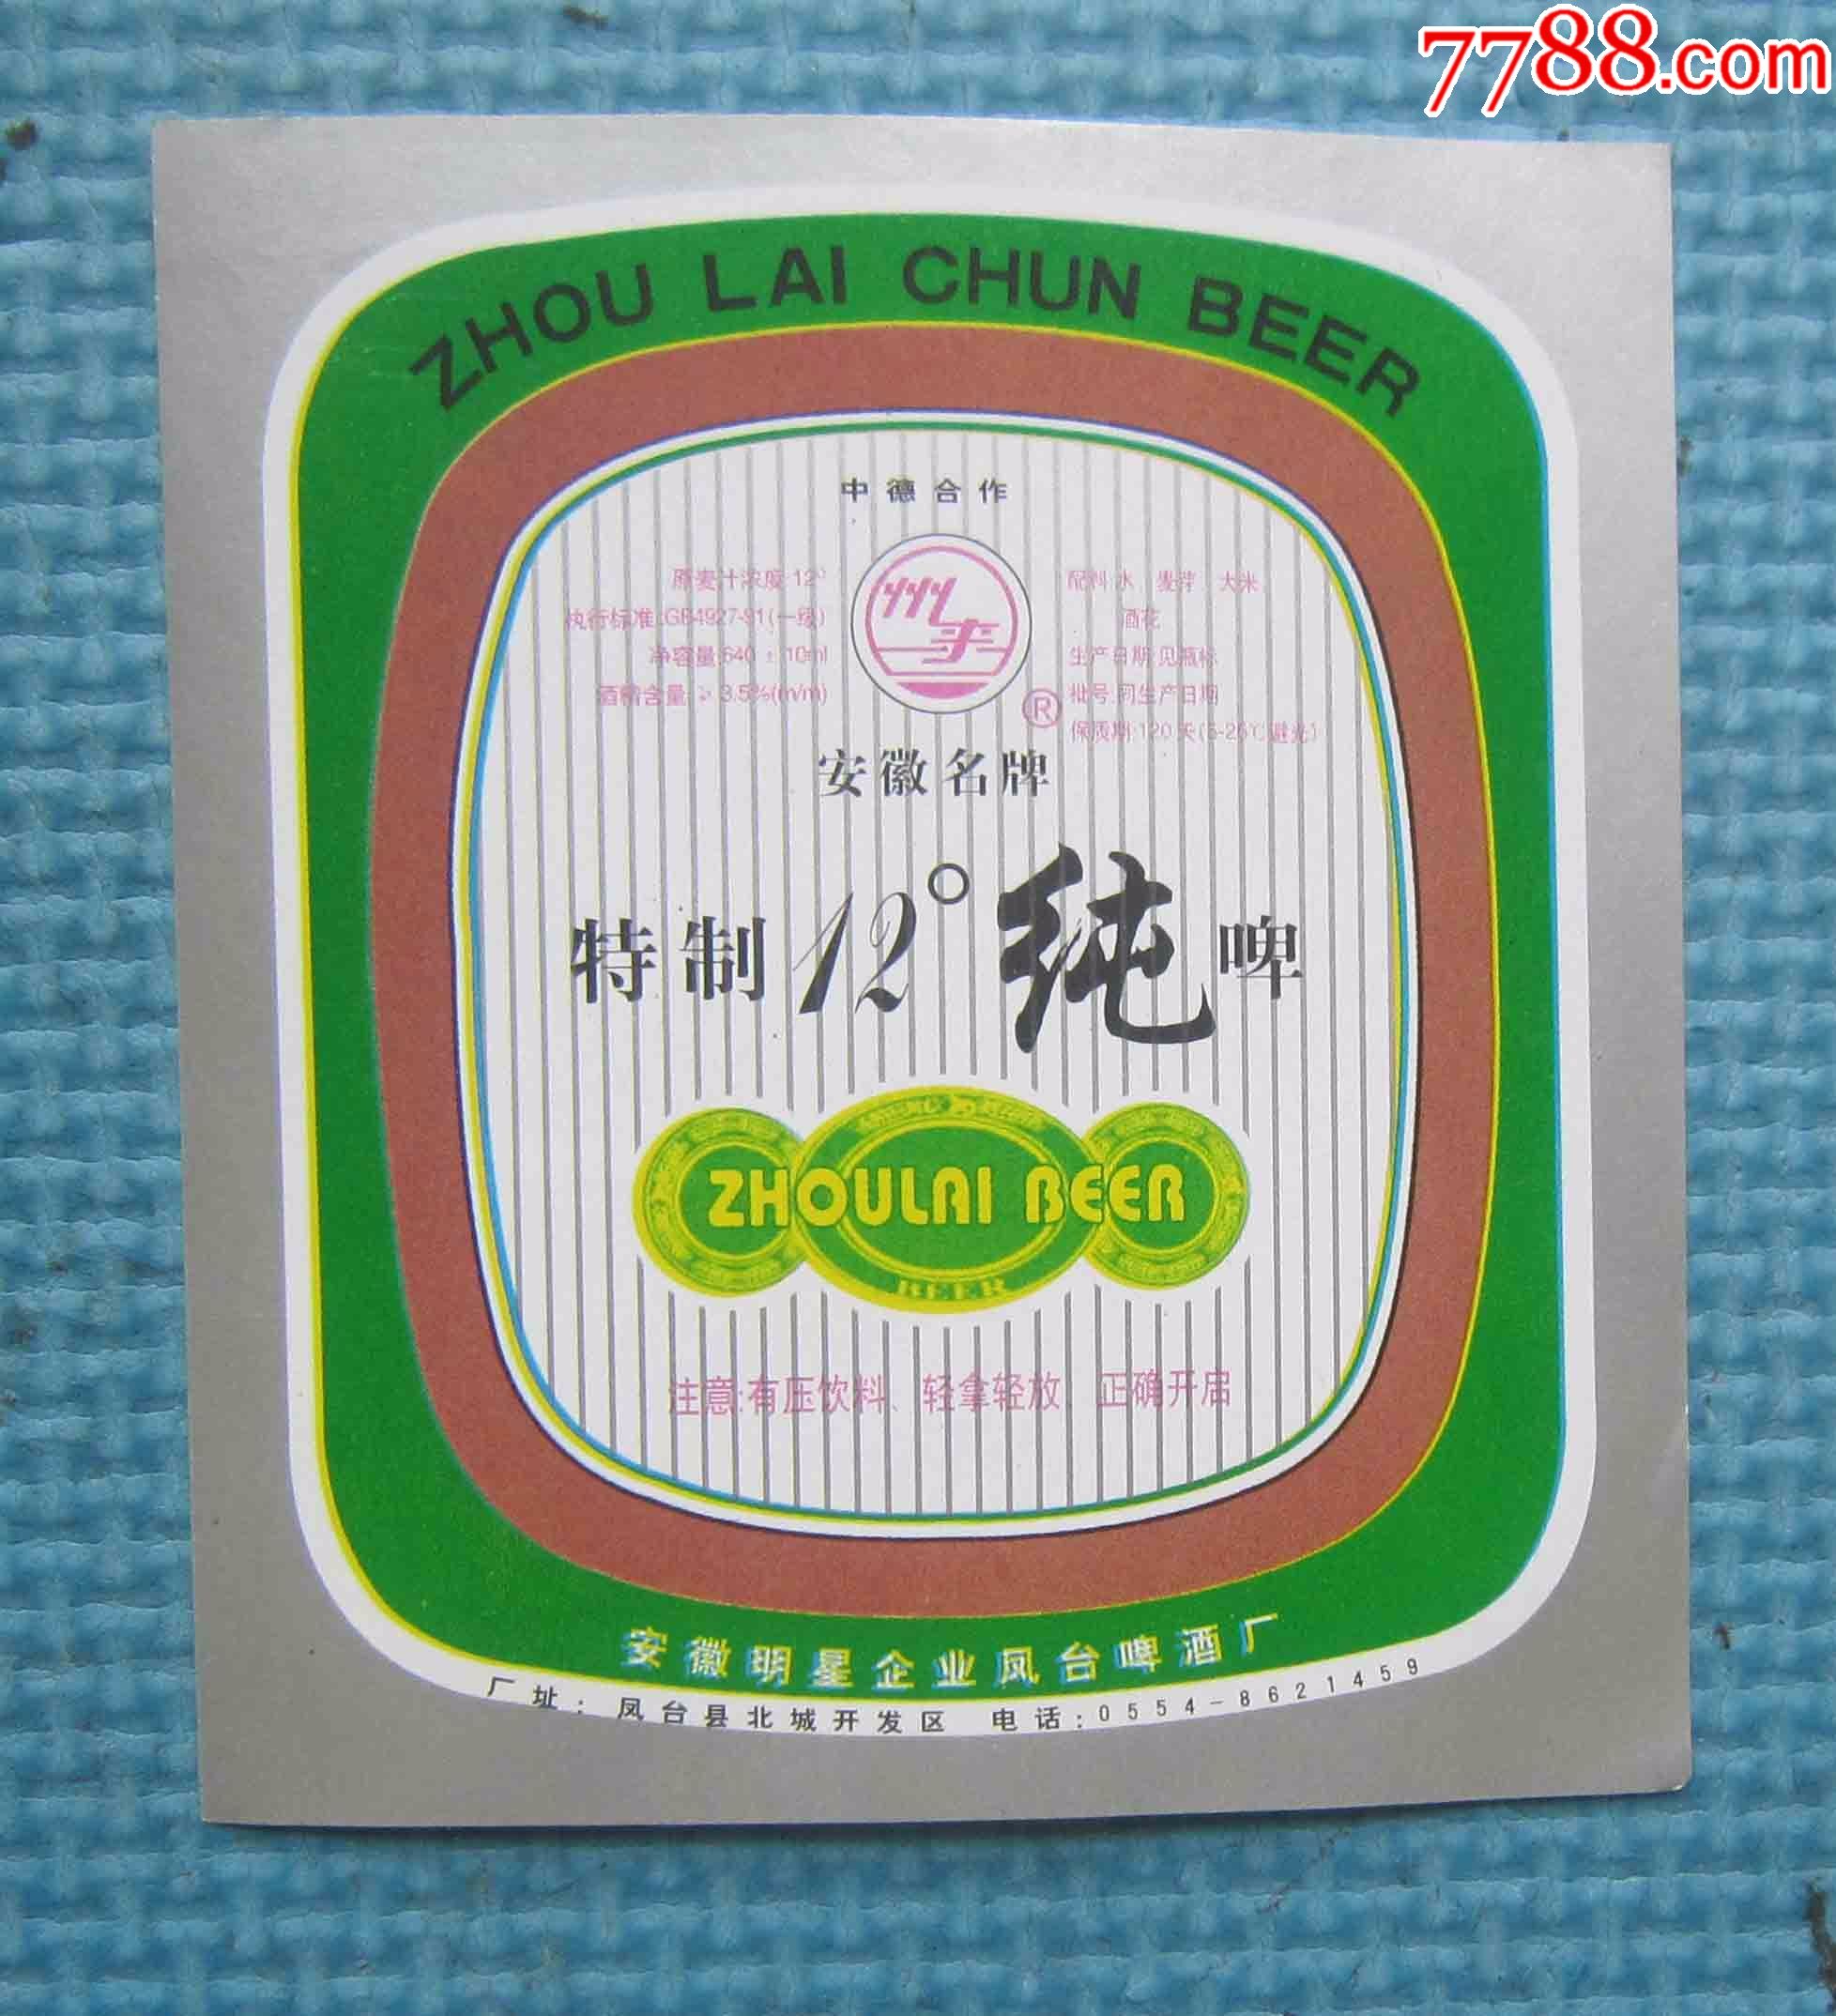 7788.com
ZHOU LAI CHUN BEER
中德合作
原麦汁浓度:12°
执行标准:GB4927-91(一级)
净容量:640 ± 10ml
酒精含量:≥ 3.5%(m/m)
州来
®
配料:水、麦芽、大米、
酒花
生产日期:见瓶标
批号:同生产日期
保质期:120天(5-25℃避光)
安徽名牌
特制12°纯啤
ZHOULAI BEER
BEER
注意:有压饮料、轻拿轻放、正确开启
安徽明星企业凤台啤酒厂
厂址:凤台县北城开发区 电话:0554-8621459